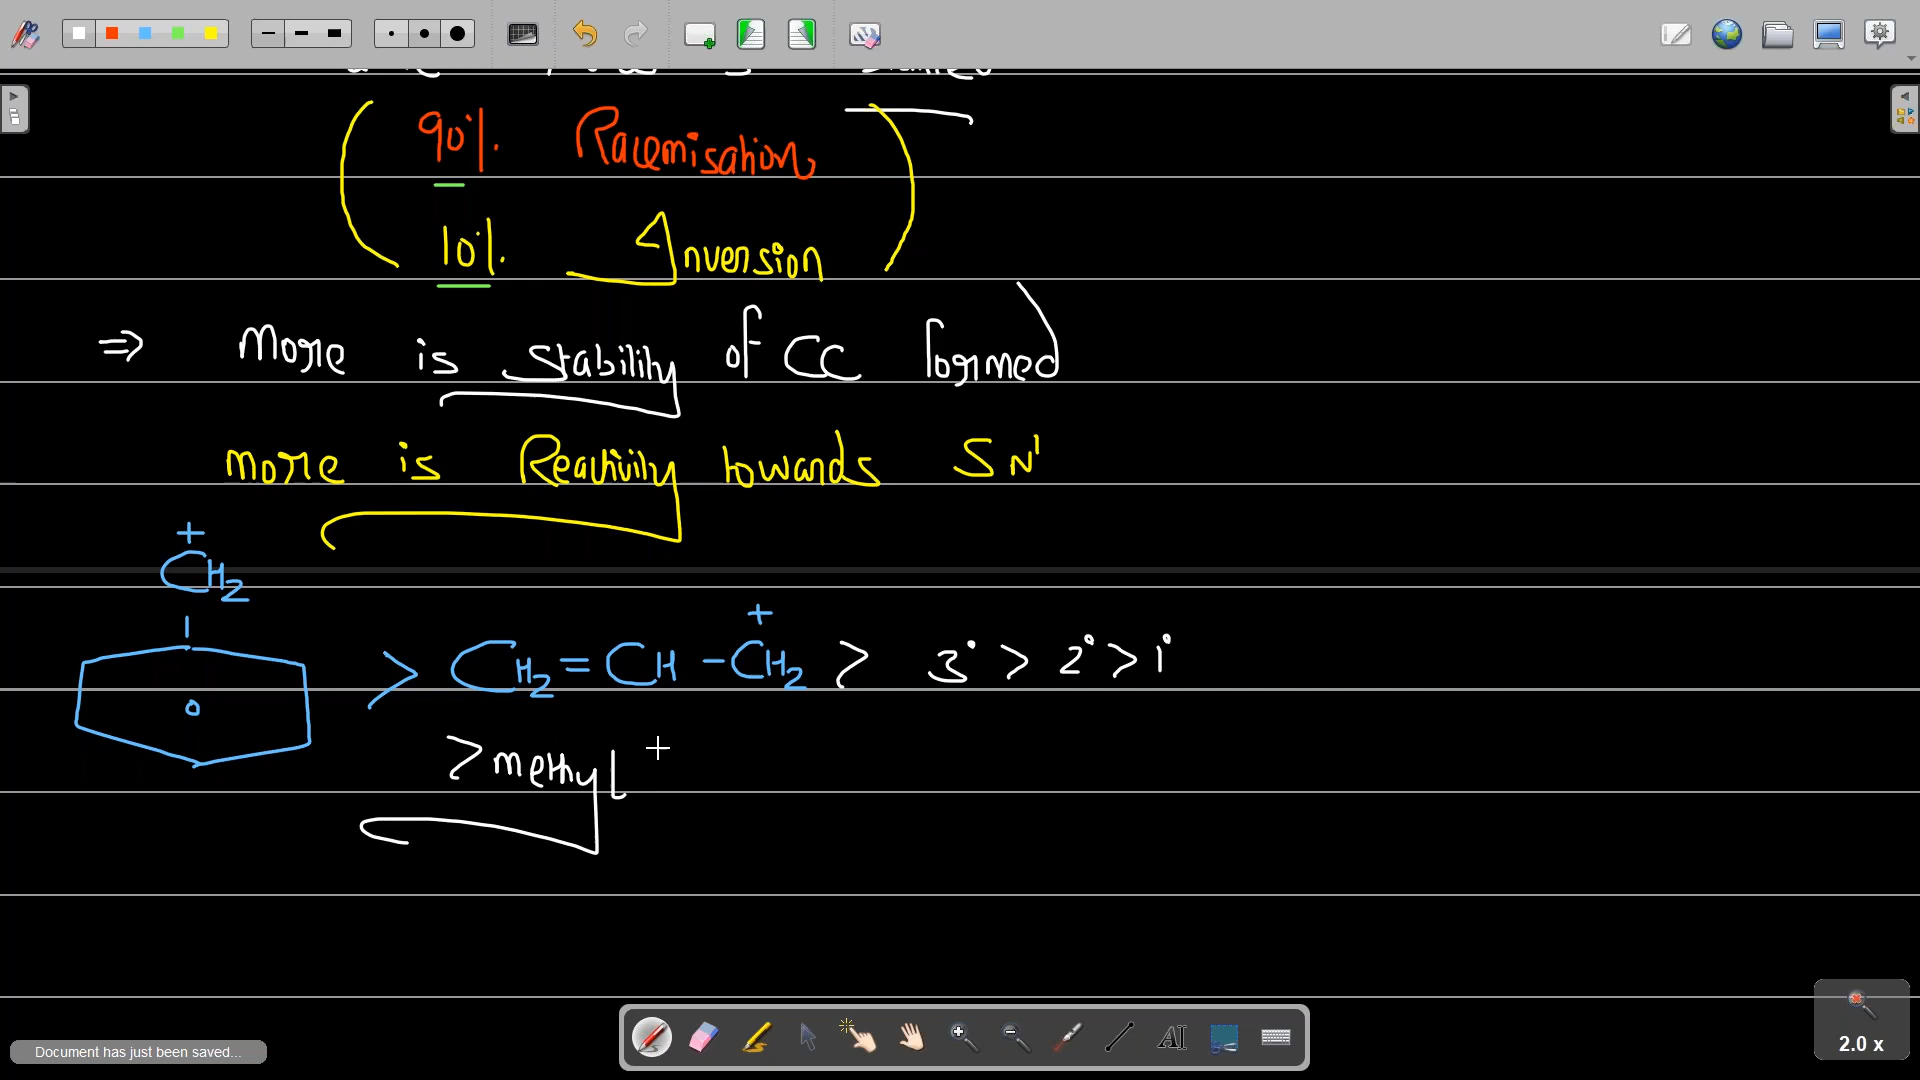 90%. Racemisation
10%. Inversion
⇒ More is stability of CC formed
more is Reactivity towards SN¹
+
CH₂
+
> CH₂=CH-CH₂ > 3° > 2° > 1°
> methyl
Document has just been saved...
2.0 x